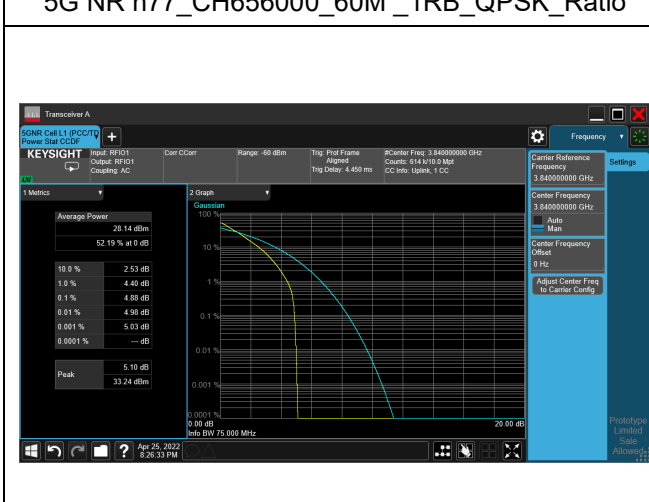 5G NR n77_CH656000_60M _1RB_QPSK_Ratio
Transceiver A
5GNR Cell L1 (PCC/TD
Power Stat CCDF
+
Frequency
KEYSIGHT
Input: RFIO1
Output: RFIO1
Coupling: AC
Corr CCorr
Range: -60 dBm
Trig: Prot Frame
Aligned
Trig Delay: 4.450 ms
#Center Freq: 3.840000000 GHz
Counts: 614 k/10.0 Mpt
CC Info: Uplink, 1 CC
LXI
Carrier Reference
Frequency
3.840000000 GHz
Settings
Center Frequency
3.840000000 GHz
Auto
Man
Center Frequency
Offset
0 Hz
Adjust Center Freq
to Carrier Config
1 Metrics
Average Power
28.14 dBm
52.19 % at 0 dB
10.0 % 2.53 dB
1.0 % 4.40 dB
0.1 % 4.88 dB
0.01 % 4.98 dB
0.001 % 5.03 dB
0.0001 % --- dB
Peak 5.10 dB
33.24 dBm
2 Graph
Gaussian
100 %
10 %
1 %
0.1 %
0.01 %
0.001 %
0.0001 %
0.00 dB 20.00 dB
Info BW 75.000 MHz
Apr 25, 2022
8:26:33 PM
Prototype
Limited
Sale
Allowed